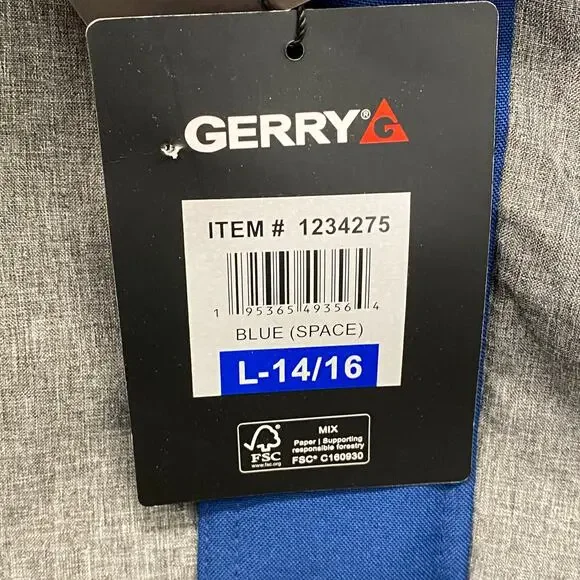 GERRY® G
ITEM # 1234275
1 95365 49356 4
BLUE (SPACE)
L-14/16
FSC
www.fsc.org
MIX
Paper | Supporting
responsible forestry
FSC® C160930